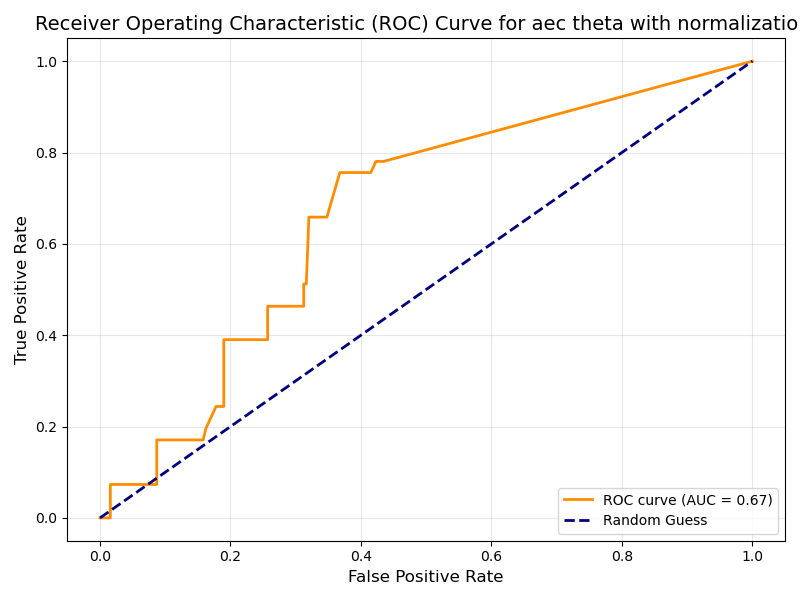 Receiver Operating Characteristic (ROC) Curve for aec theta with normalizatio
1.0
0.8
0.6
0.4
0.2
0.0
True Positive Rate
0.0 0.2 0.4 0.6 0.8 1.0
False Positive Rate
ROC curve (AUC = 0.67)
Random Guess